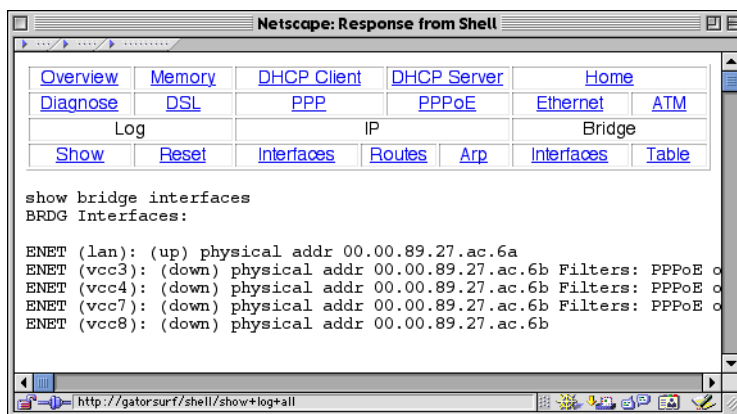 Netscape: Response from Shell
Overview Memory DHCP Client DHCP Server Home
Diagnose DSL PPP PPPoE Ethernet ATM
Log IP Bridge
Show Reset Interfaces Routes Arp Interfaces Table
show bridge interfaces
BRDG Interfaces:
ENET (lan): (up) physical addr 00.00.89.27.ac.6a
ENET (vcc3): (down) physical addr 00.00.89.27.ac.6b Filters: PPPoE o
ENET (vcc4): (down) physical addr 00.00.89.27.ac.6b Filters: PPPoE o
ENET (vcc7): (down) physical addr 00.00.89.27.ac.6b Filters: PPPoE o
ENET (vcc8): (down) physical addr 00.00.89.27.ac.6b
http://gatorsurf/shell/show+log+all